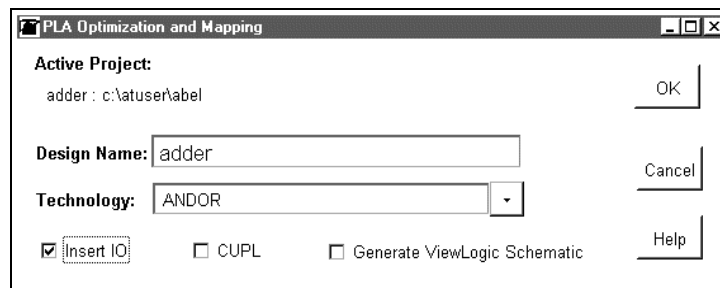 PLA Optimization and Mapping
Active Project:
adder : c:\atuser\abel
OK
Design Name: adder
Cancel
Technology: ANDOR
Insert IO CUPL Generate ViewLogic Schematic
Help